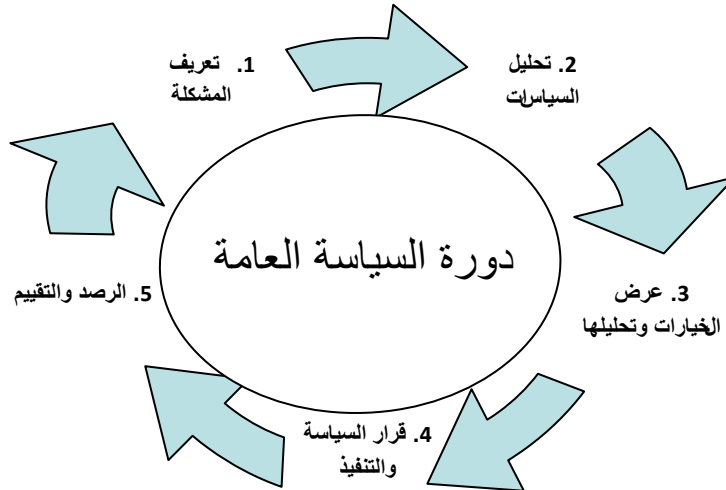 1. تعريف
المشكلة
2. تحليل
السياسات
3. عرض
الخيارات وتحليلها
4. قرار السياسة
والتنفيذ
5. الرصد والتقييم
دورة السياسة العامة